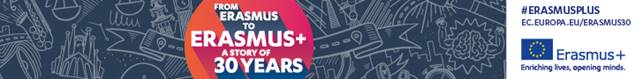 FROM
ERASMUS
TO
ERASMUS+
A STORY OF
30 YEARS
#ERASMUSPLUS
EC.EUROPA.EU/ERASMUS30
Erasmus+
Enriching lives, opening minds.